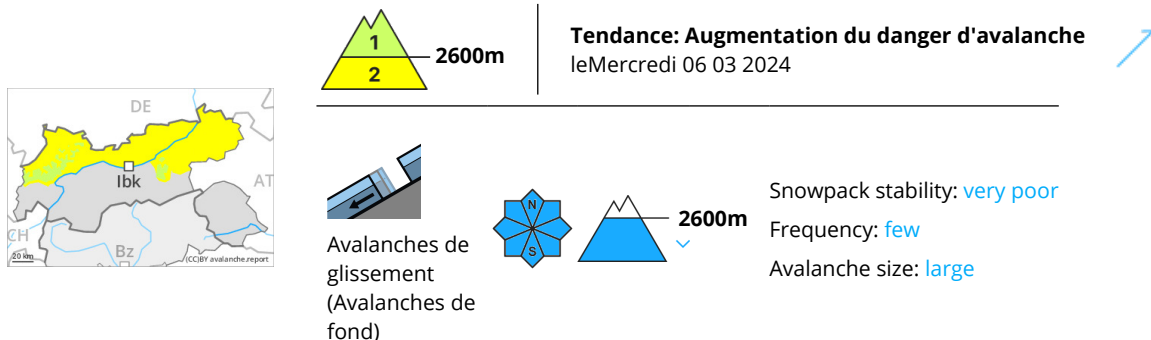 1
2
2600m
Tendance: Augmentation du danger d'avalanche
leMercredi 06 03 2024
DE
Ibk
AT
CH
Bz
20 km
(CC)BY avalanche.report
Avalanches de
glissement
(Avalanches de
fond)
N
S
2600m
Snowpack stability: very poor
Frequency: few
Avalanche size: large